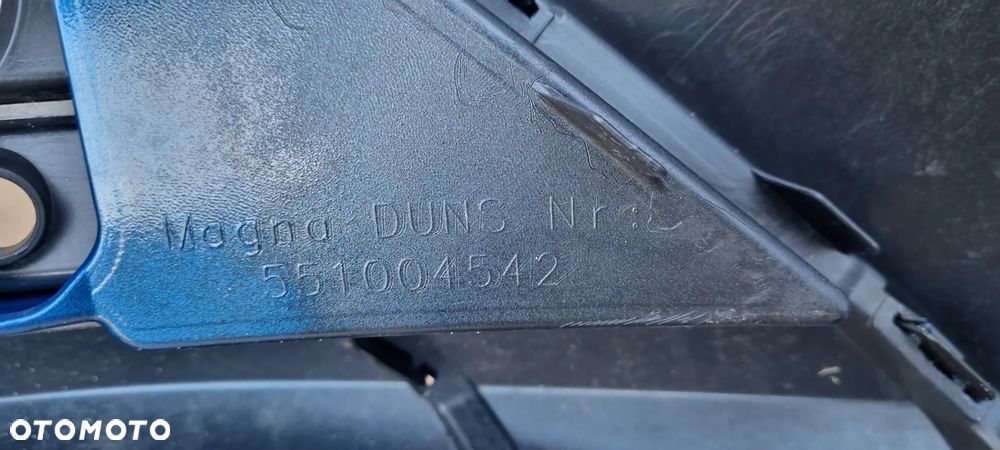 Magna DUNS Nr.:
551004542
OTOMOTO